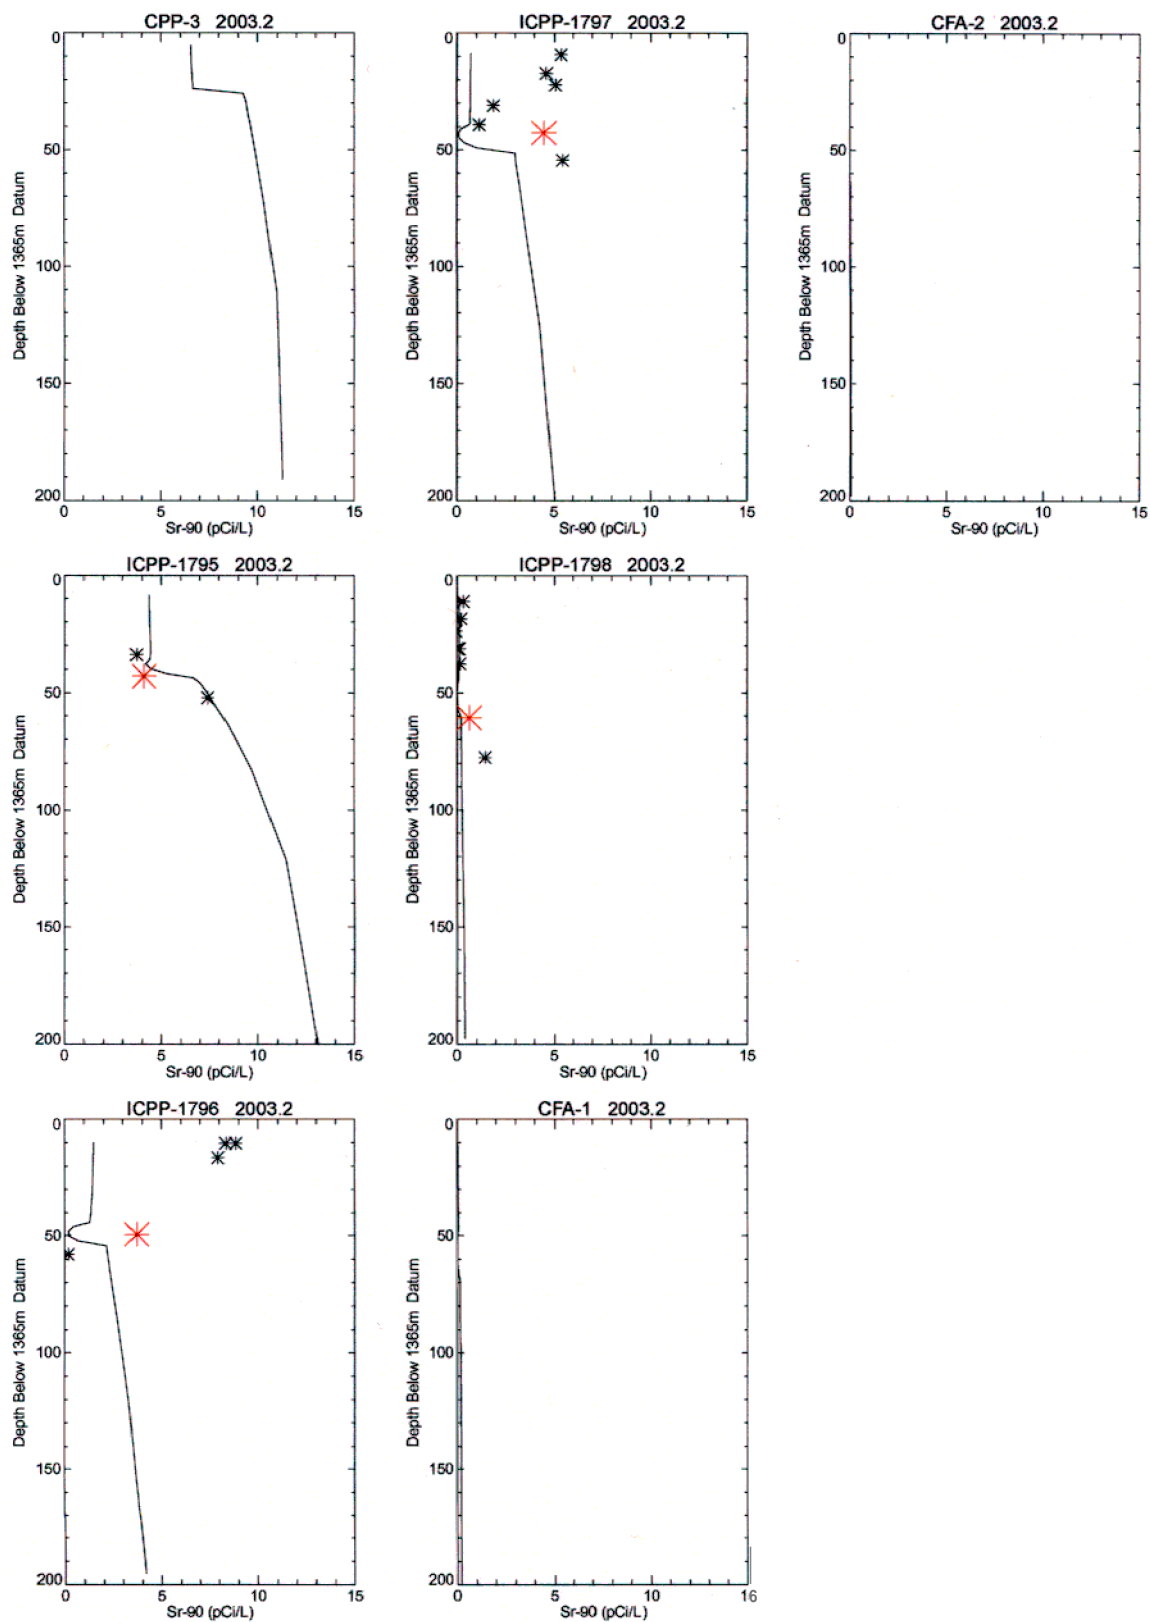 CPP-3 2003.2
0
50
100
150
200
Depth Below 1365m Datum
0 5 10 15
Sr-90 (pCi/L)
ICPP-1797 2003.2
0
50
100
150
200
Depth Below 1365m Datum
0 5 10 15
Sr-90 (pCi/L)
CFA-2 2003.2
0
50
100
150
200
Depth Below 1365m Datum
0 5 10 15
Sr-90 (pCi/L)
ICPP-1795 2003.2
0
50
100
150
200
Depth Below 1365m Datum
0 5 10 15
Sr-90 (pCi/L)
ICPP-1798 2003.2
0
50
100
150
200
Depth Below 1365m Datum
0 5 10 15
Sr-90 (pCi/L)
ICPP-1796 2003.2
0
50
100
150
200
Depth Below 1365m Datum
0 5 10 15
Sr-90 (pCi/L)
CFA-1 2003.2
0
50
100
150
200
Depth Below 1365m Datum
0 5 10 16
Sr-90 (pCi/L)